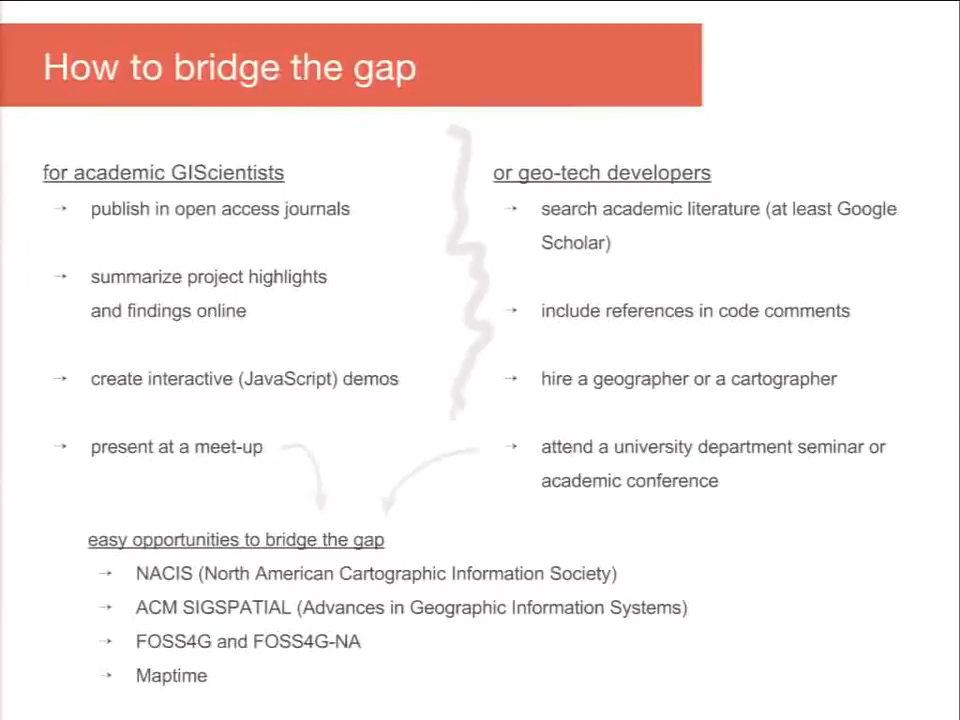 How to bridge the gap
for academic GIScientists
→ publish in open access journals
→ summarize project highlights
and findings online
→ create interactive (JavaScript) demos
→ present at a meet-up
or geo-tech developers
→ search academic literature (at least Google
Scholar)
→ include references in code comments
→ hire a geographer or a cartographer
→ attend a university department seminar or
academic conference
easy opportunities to bridge the gap
→ NACIS (North American Cartographic Information Society)
→ ACM SIGSPATIAL (Advances in Geographic Information Systems)
→ FOSS4G and FOSS4G-NA
→ Maptime